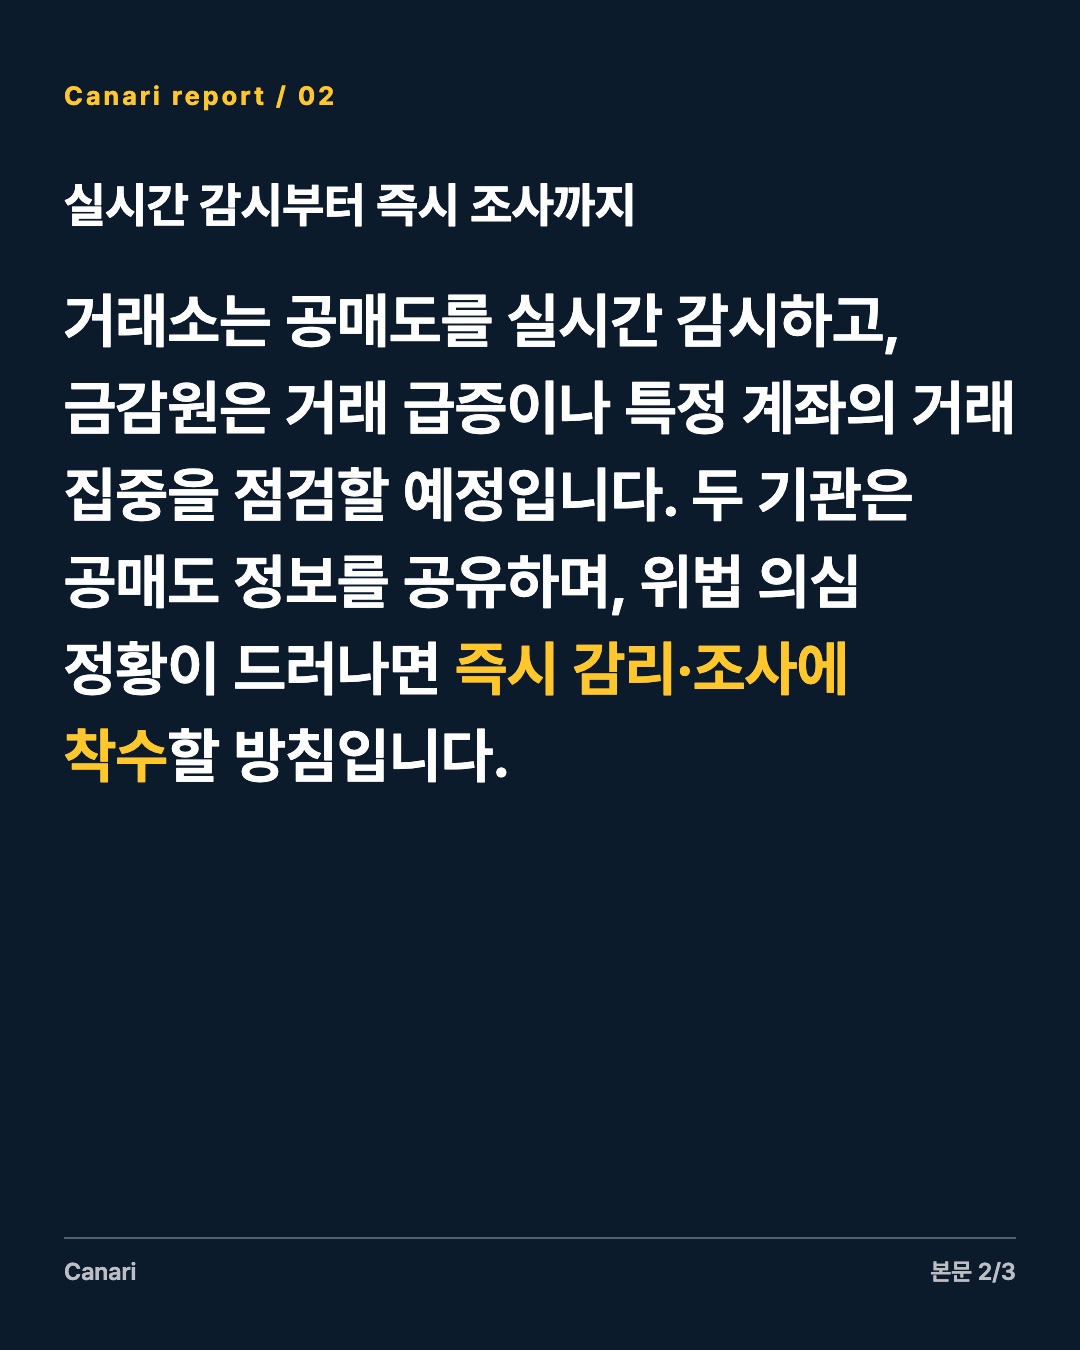 Canari report / 02
실시간 감시부터 즉시 조사까지
거래소는 공매도를 실시간 감시하고,
금감원은 거래 급증이나 특정 계좌의 거래
집중을 점검할 예정입니다. 두 기관은
공매도 정보를 공유하며, 위법 의심
정황이 드러나면 즉시 감리·조사에
착수할 방침입니다.
Canari
본문 2/3